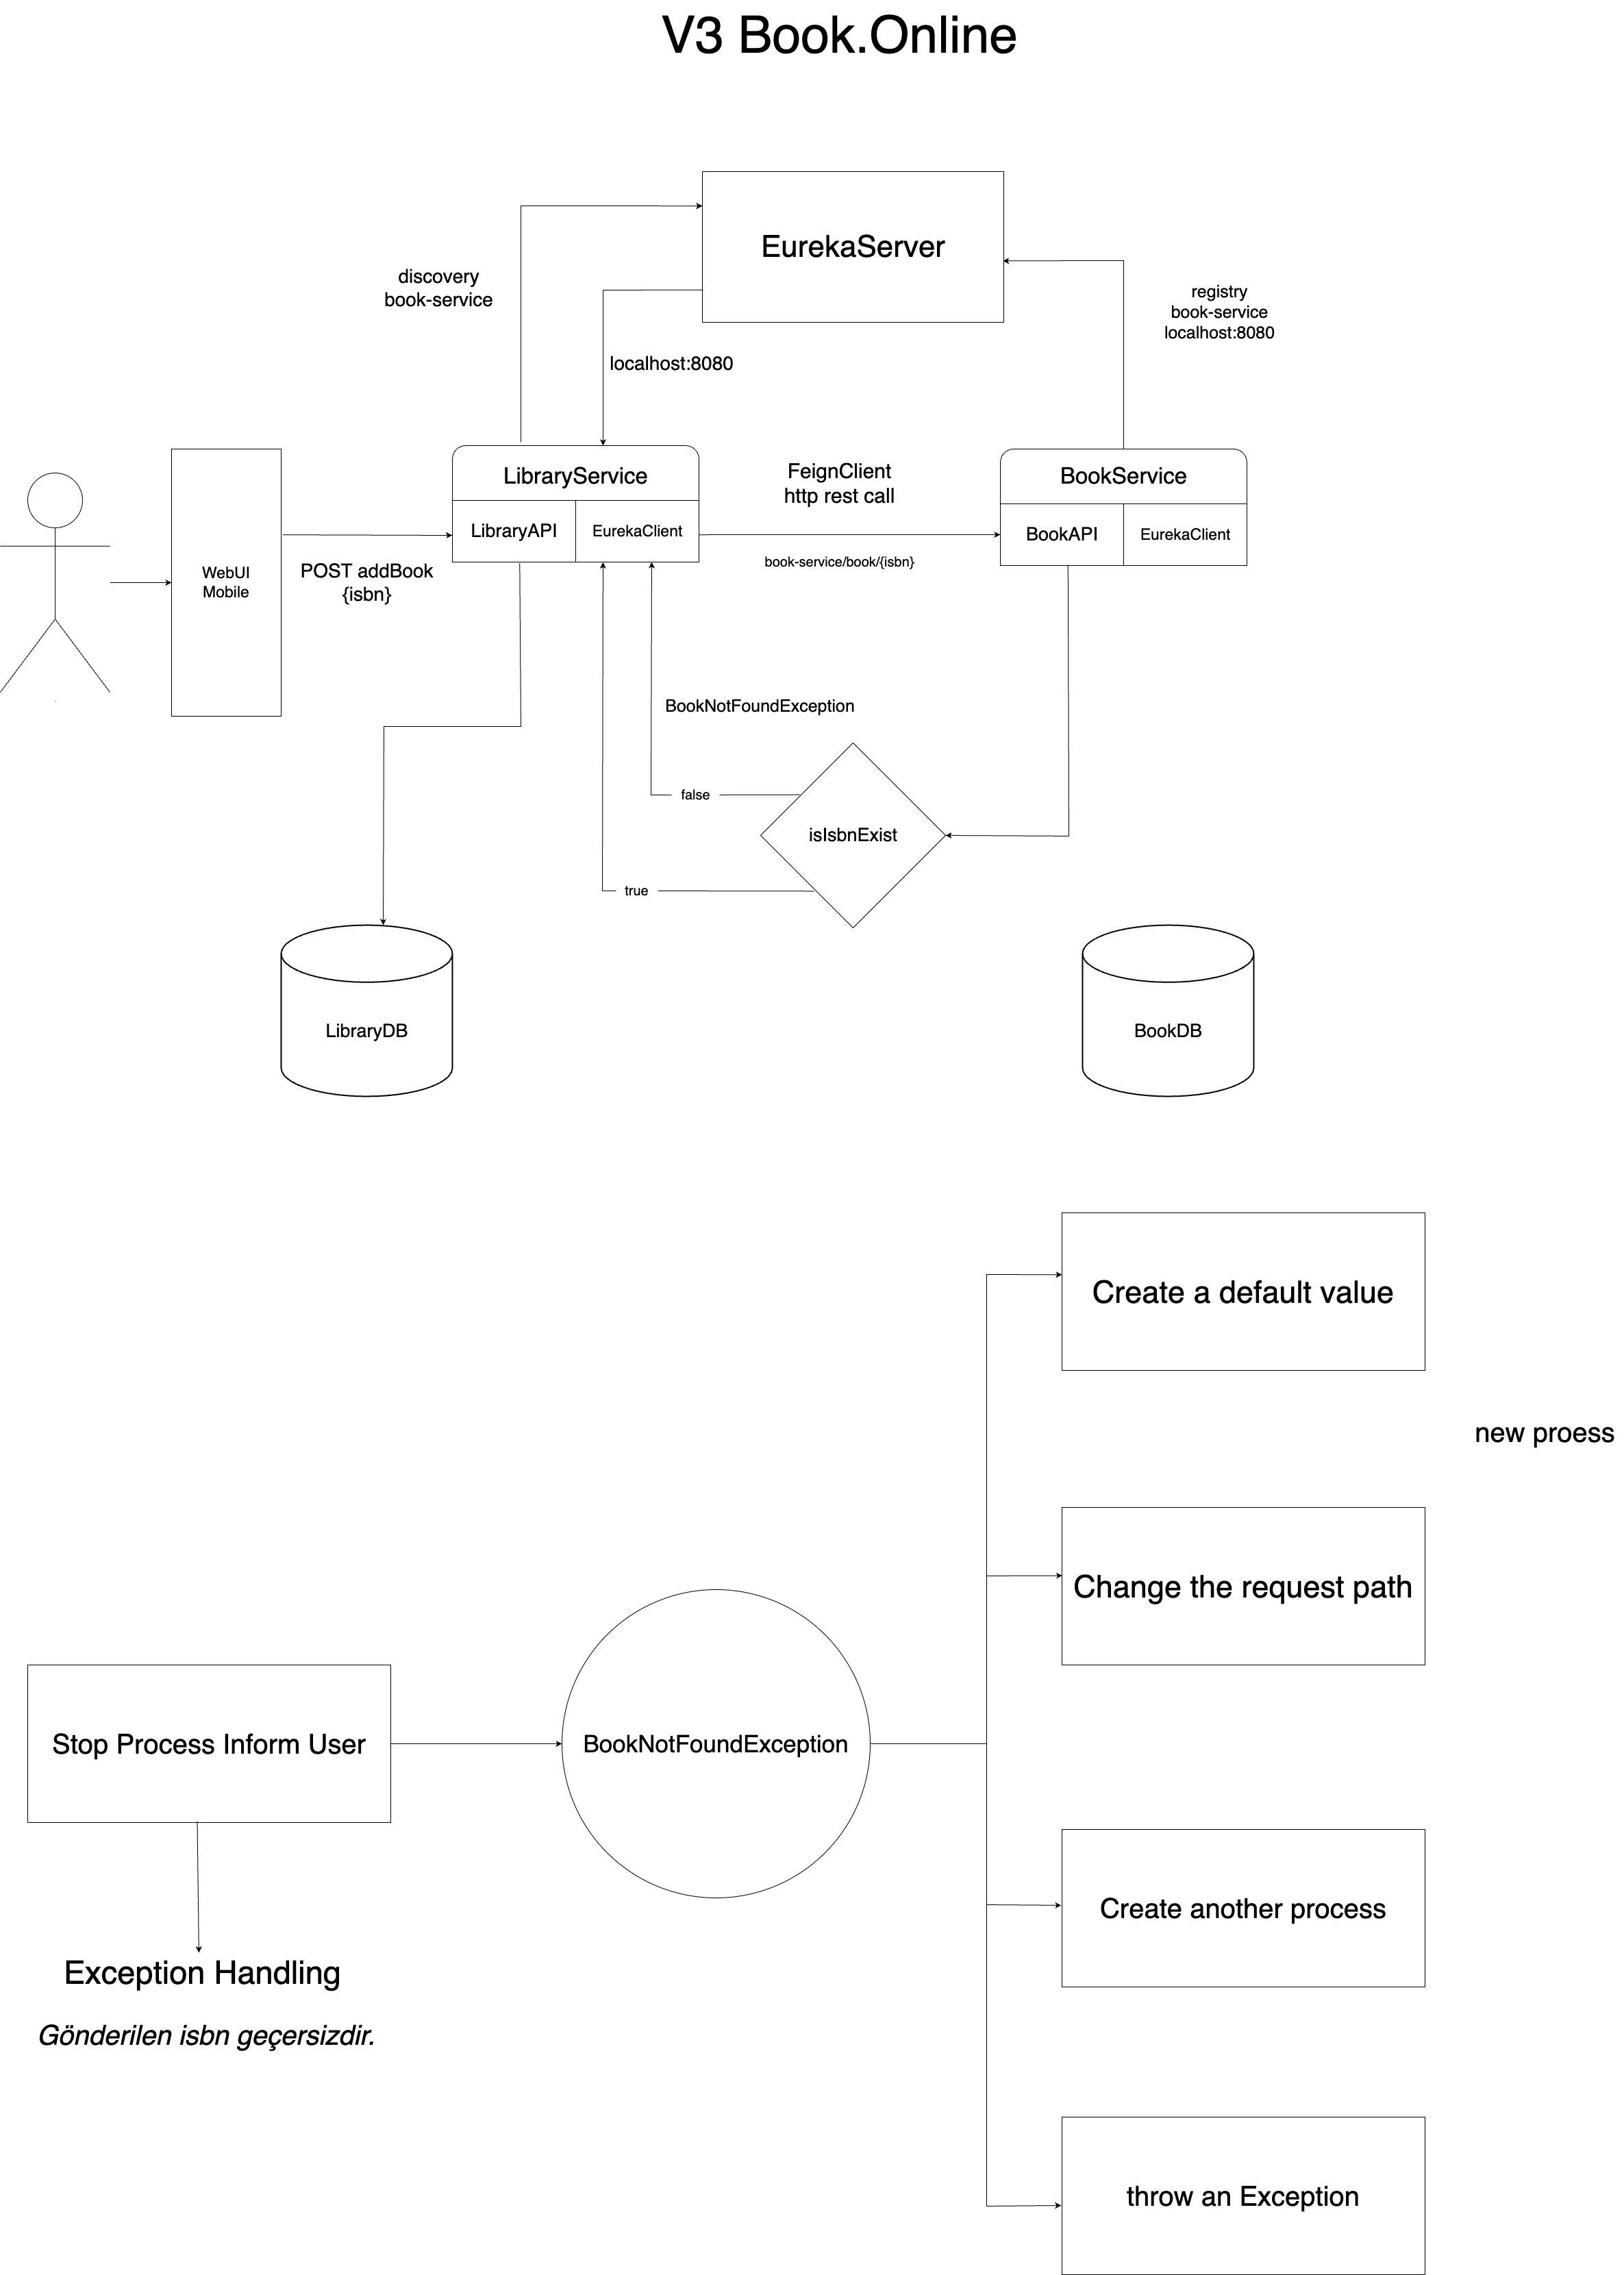 V3 Book.Online
EurekaServer
discovery
book-service
registry
book-service
localhost:8080
localhost:8080
LibraryService
LibraryAPI
EurekaClient
FeignClient
http rest call
book-service/book/{isbn}
BookService
BookAPI
EurekaClient
WebUI
Mobile
POST addBook
{isbn}
BookNotFoundException
false
isIsbnExist
true
LibraryDB
BookDB
Create a default value
new proess
Change the request path
Stop Process Inform User
BookNotFoundException
Create another process
Exception Handling
Gönderilen isbn geçersizdir.
throw an Exception